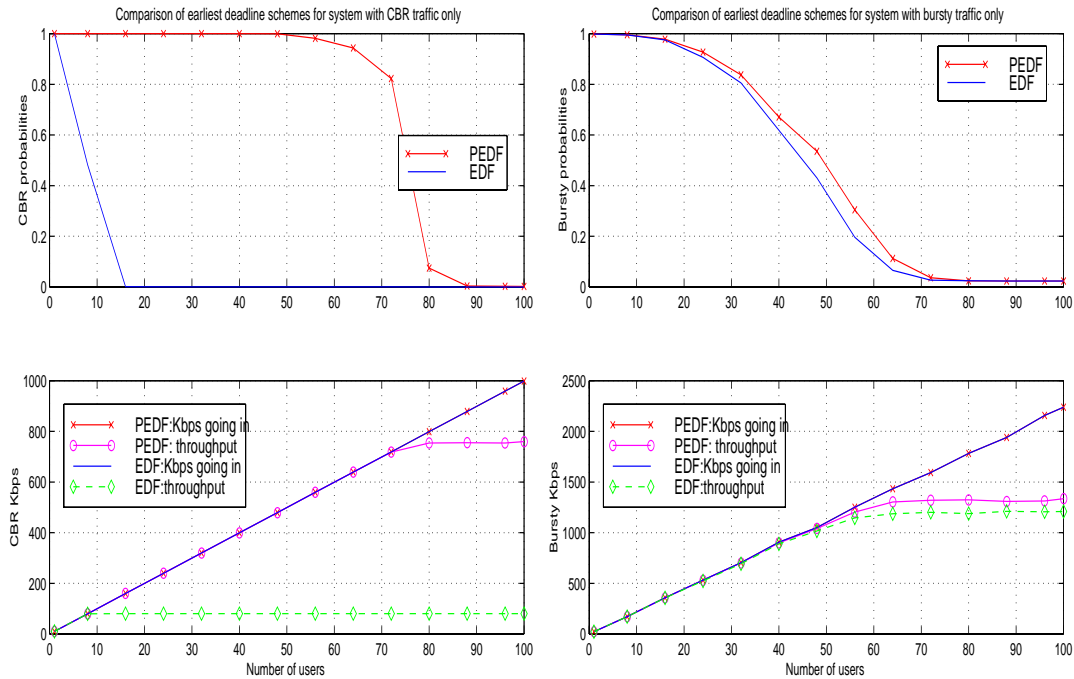 Comparison of earliest deadline schemes for system with CBR traffic only
1
0.8
0.6
0.4
0.2
0
CBR probabilities
PEDF
EDF
0 10 20 30 40 50 60 70 80 90 100
Comparison of earliest deadline schemes for system with bursty traffic only
1
0.8
0.6
0.4
0.2
0
Bursty probabilities
PEDF
EDF
0 10 20 30 40 50 60 70 80 90 100
1000
800
600
400
200
0
CBR Kbps
PEDF:Kbps going in
PEDF: throughput
EDF:Kbps going in
EDF:throughput
0 10 20 30 40 50 60 70 80 90 100
Number of users
2500
2000
1500
1000
500
0
Bursty Kbps
PEDF:Kbps going in
PEDF: throughput
EDF:Kbps going in
EDF:throughput
0 10 20 30 40 50 60 70 80 90 100
Number of users